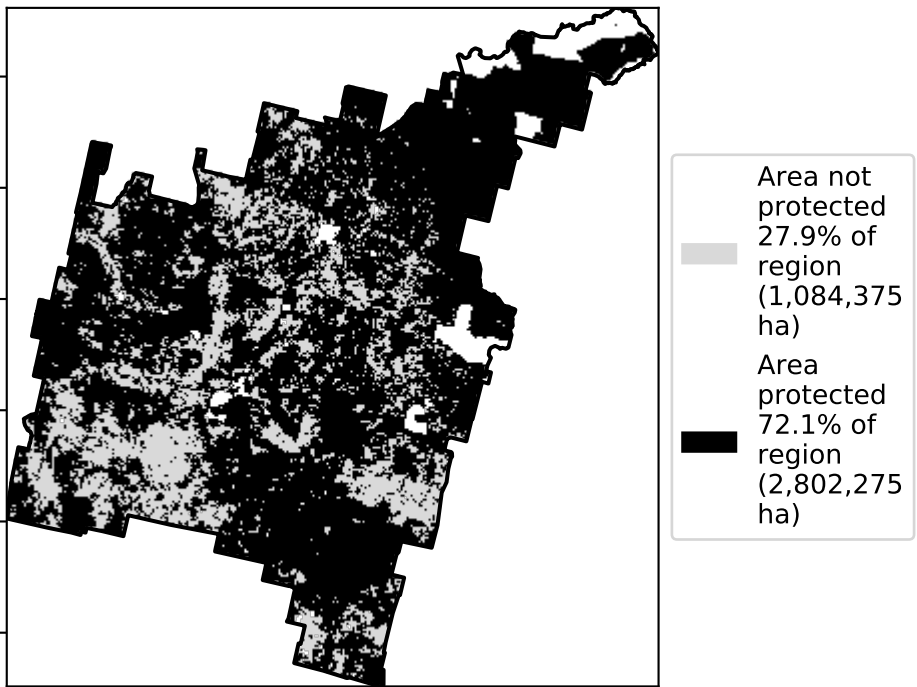 Area not
protected
27.9% of
region
(1,084,375
ha)
Area
protected
72.1% of
region
(2,802,275
ha)